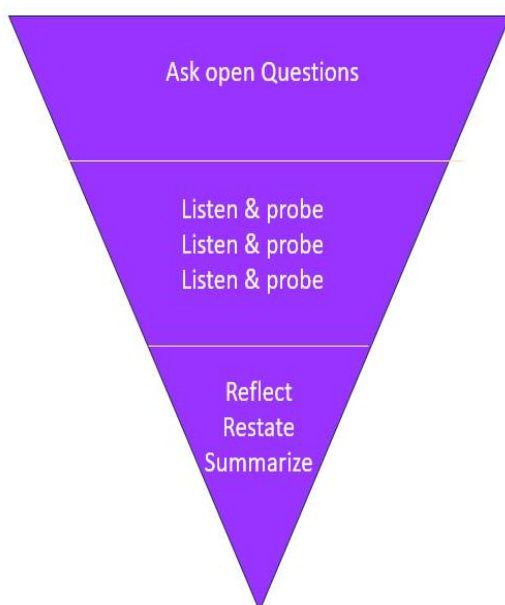 Ask open Questions
Listen & probe
Listen & probe
Listen & probe
Reflect
Restate
Summarize